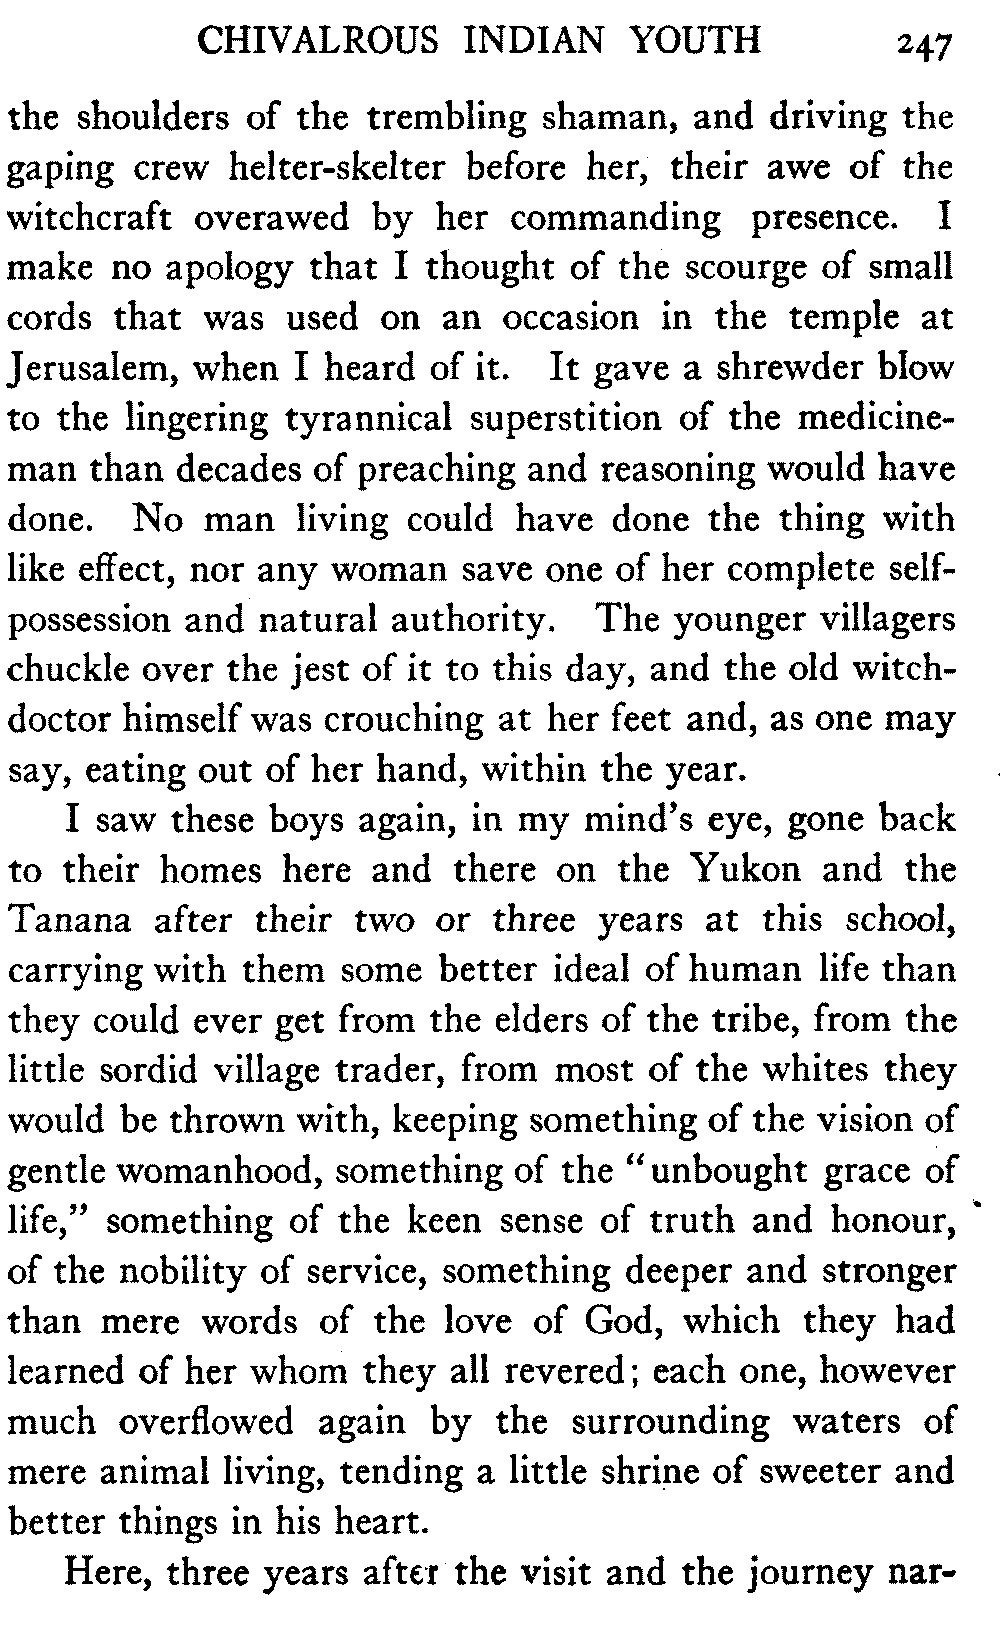 CHIVALROUS INDIAN YOUTH 247
the shoulders of the trembling shaman, and driving the
gaping crew helter-skelter before her, their awe of the
witchcraft overawed by her commanding presence. I
make no apology that I thought of the scourge of small
cords that was used on an occasion in the temple at
Jerusalem, when I heard of it. It gave a shrewder blow
to the lingering tyrannical superstition of the medicine-
man than decades of preaching and reasoning would have
done. No man living could have done the thing with
like effect, nor any woman save one of her complete self-
possession and natural authority. The younger villagers
chuckle over the jest of it to this day, and the old witch-
doctor himself was crouching at her feet and, as one may
say, eating out of her hand, within the year.
I saw these boys again, in my mind's eye, gone back
to their homes here and there on the Yukon and the
Tanana after their two or three years at this school,
carrying with them some better ideal of human life than
they could ever get from the elders of the tribe, from the
little sordid village trader, from most of the whites they
would be thrown with, keeping something of the vision of
gentle womanhood, something of the "unbought grace of
life," something of the keen sense of truth and honour,
of the nobility of service, something deeper and stronger
than mere words of the love of God, which they had
learned of her whom they all revered; each one, however
much overflowed again by the surrounding waters of
mere animal living, tending a little shrine of sweeter and
better things in his heart.
Here, three years after the visit and the journey nar-